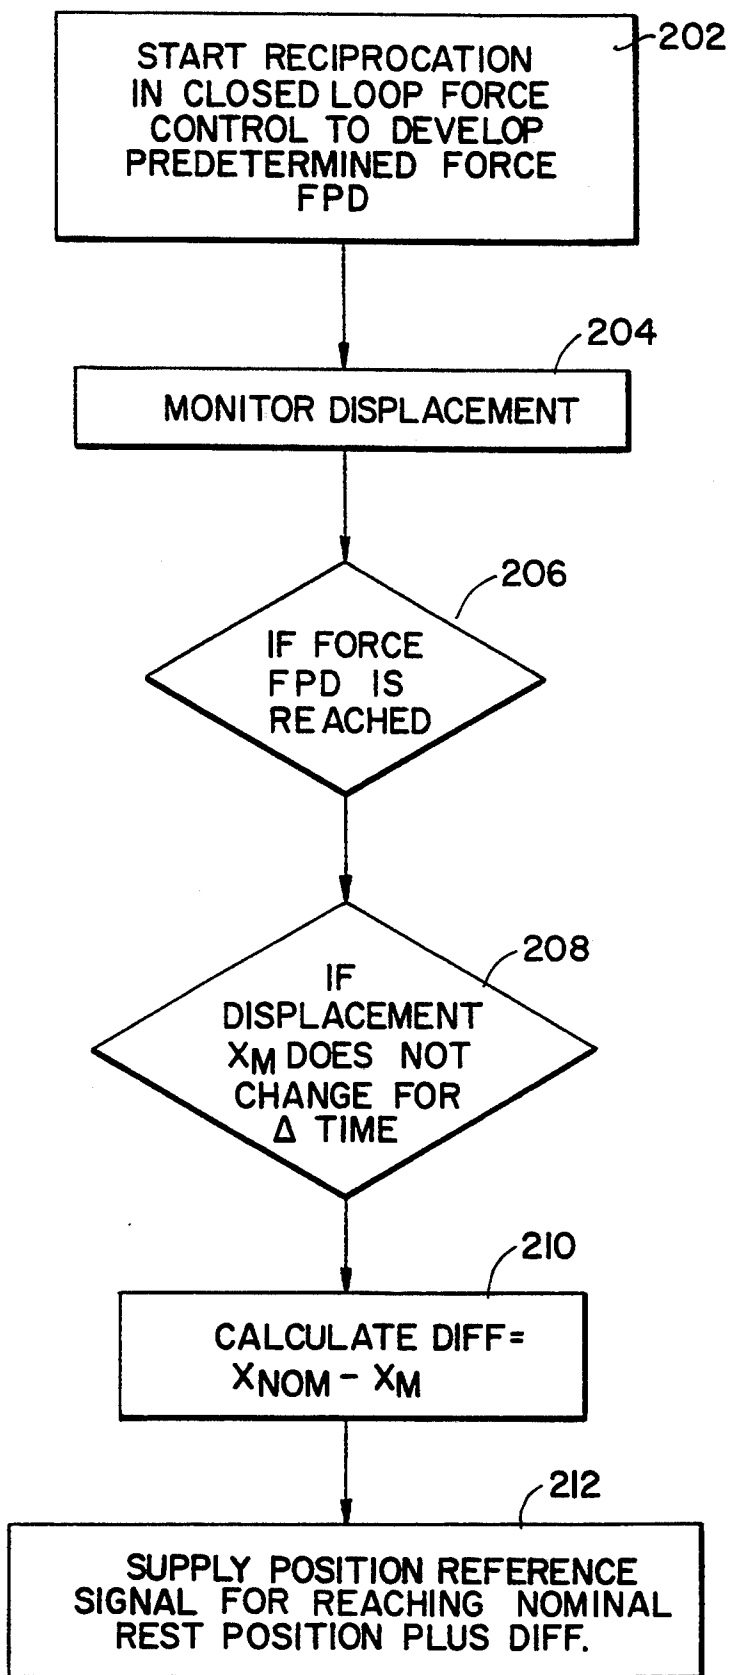 202
START RECIPROCATION
IN CLOSED LOOP FORCE
CONTROL TO DEVELOP
PREDETERMINED FORCE
FPD
204
MONITOR DISPLACEMENT
206
IF FORCE
FPD IS
REACHED
208
IF
DISPLACEMENT
XM DOES NOT
CHANGE FOR
Δ TIME
210
CALCULATE DIFF=
XNOM - XM
212
SUPPLY POSITION REFERENCE
SIGNAL FOR REACHING NOMINAL
REST POSITION PLUS DIFF.